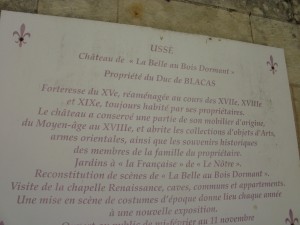 USSÉ
Château de « La Belle au Bois Dormant »
Propriété du Duc de BLACAS
Forteresse du XVe, réaménagée au cours des XVIIe, XVIIIe
et XIXe, toujours habité par ses propriétaires.
Le château a conservé une partie de son mobilier d'origine,
du Moyen-âge au XVIIIe, et abrite les collections d'objets d'Arts,
armes orientales, ainsi que les souvenirs historiques
des membres de la famille du propriétaire.
Jardins à « la Française » de « Le Nôtre ».
Reconstitution de scènes de « La Belle au Bois Dormant ».
Visite de la chapelle Renaissance, caves, communs et appartements.
Une mise en scène de costumes d'époque donne lieu chaque année
à une nouvelle exposition.
au 11 novembre